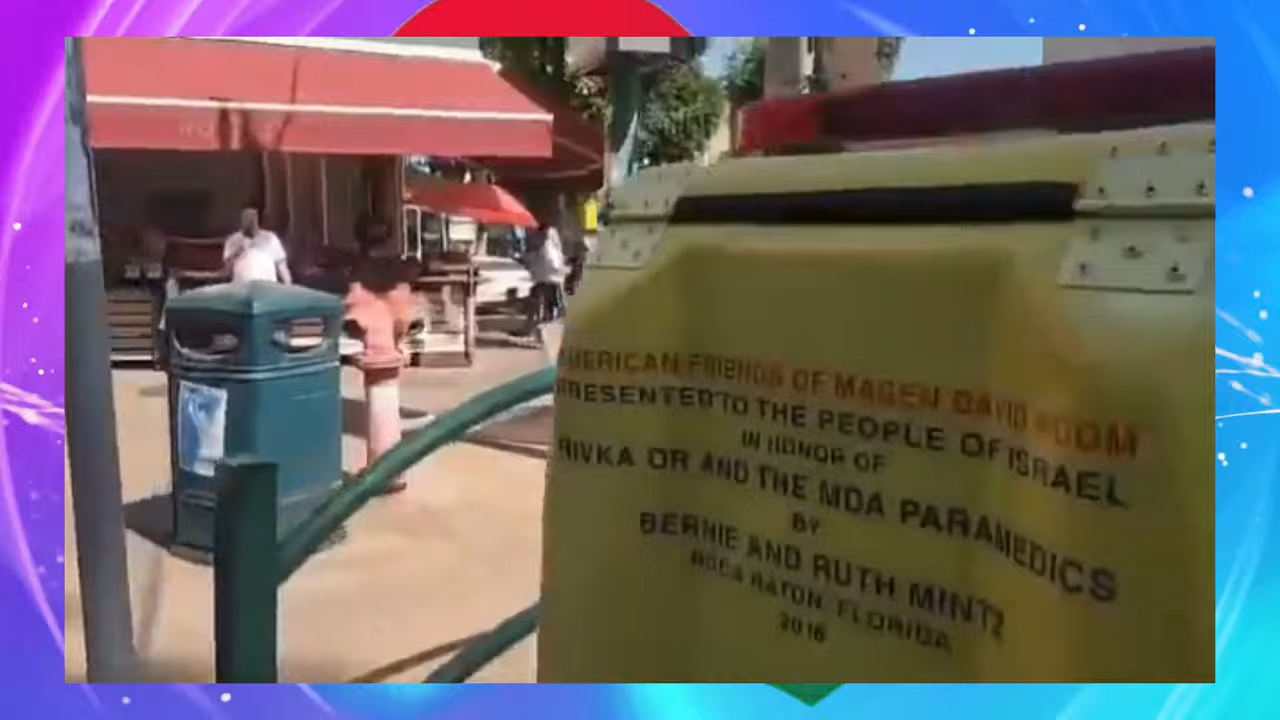 AMERICAN FRIENDS OF MAGEN DAVID ADOM
PRESENTED TO THE PEOPLE OF ISRAEL
IN HONOR OF
RIVKA OR AND THE MDA PARAMEDICS
BY
BERNIE AND RUTH MINTZ
BOCA RATON, FLORIDA
2016